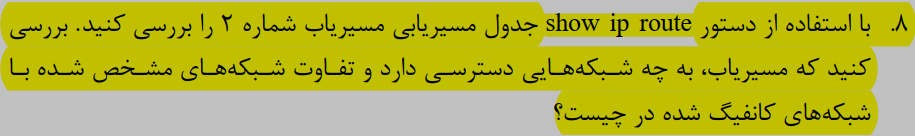 ۸. با استفاده از دستور show ip route جدول مسیریابی مسیریاب شماره ۲ را بررسی کنید. بررسی
کنید که مسیریاب، به چه شبکه‌هایی دسترسی دارد و تفاوت شبکه‌های مشخص شده با
شبکه‌های کانفیگ شده در چیست؟